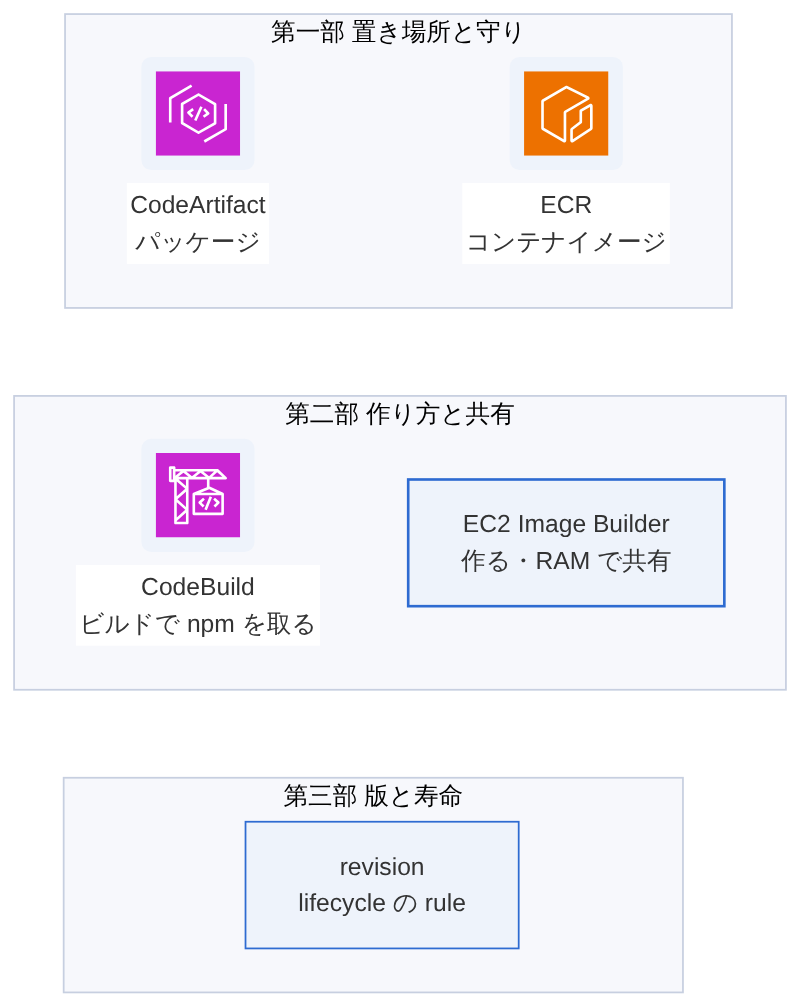 第一部 置き場所と守り
CodeArtifact
パッケージ
ECR
コンテナイメージ
第二部 作り方と共有
CodeBuild
ビルドで npm を取る
EC2 Image Builder
作る・RAM で共有
第三部 版と寿命
revision
lifecycle の rule